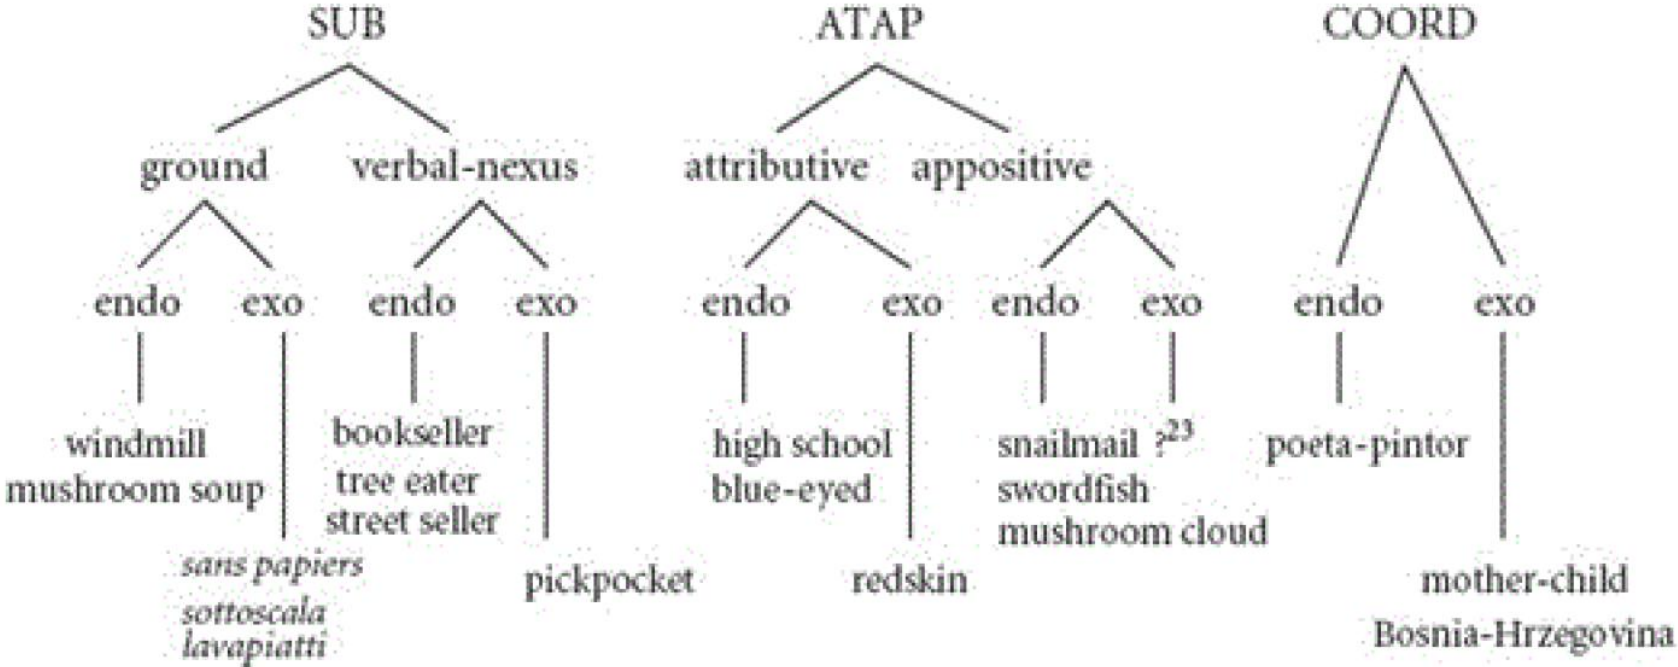 SUB ATAP COORD
ground verbal-nexus attributive appositive
endo exo endo exo endo exo endo exo endo exo
windmill bookseller high school snailmail ?23 poeta-pintor
mushroom soup tree eater blue-eyed swordfish
street seller mushroom cloud
sans papiers pickpocket redskin mother-child
sottoscala Bosnia-Hrzegovina
lavapiatti